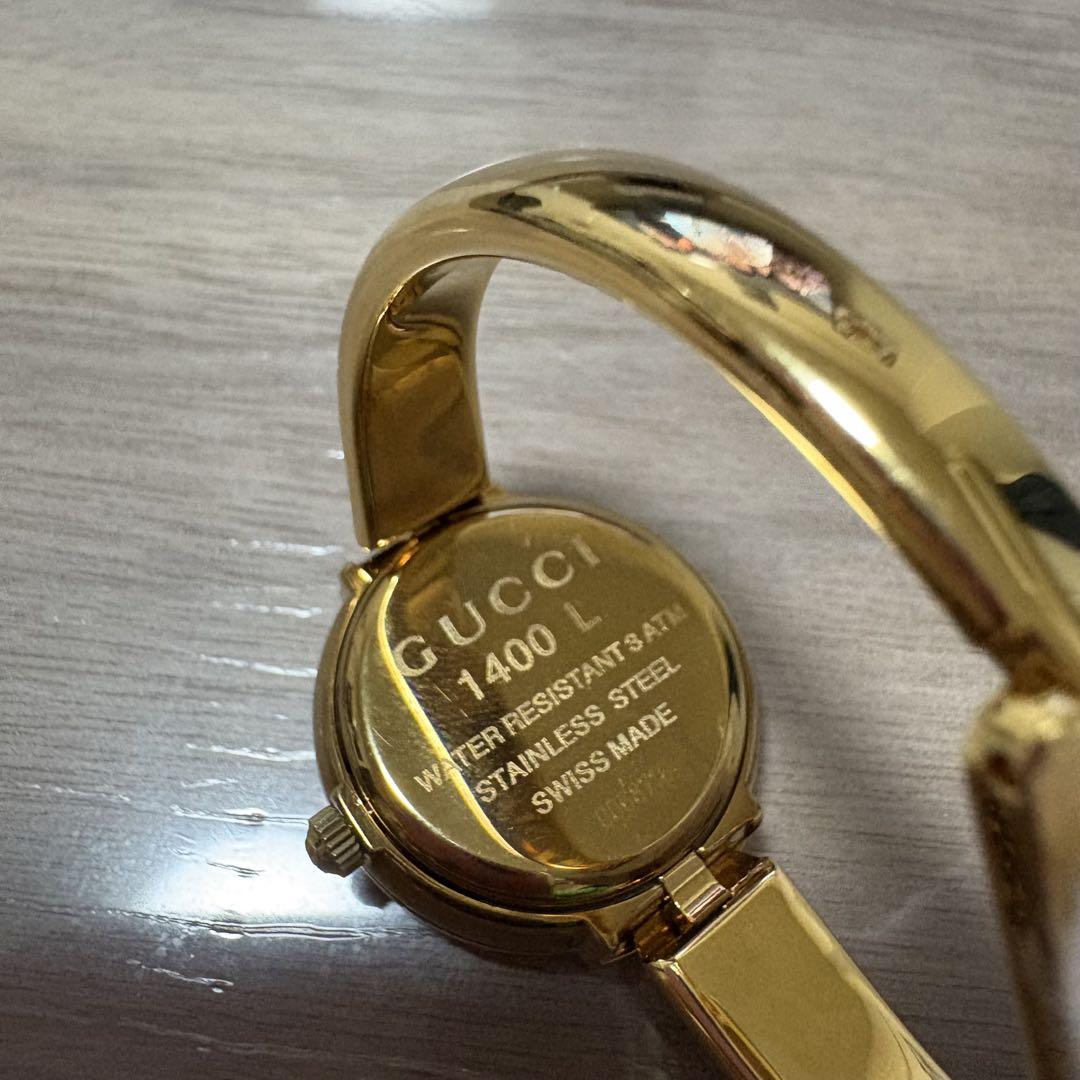 GUCCI
1400 L
WATER RESISTANT 3 ATM
STAINLESS STEEL
SWISS MADE